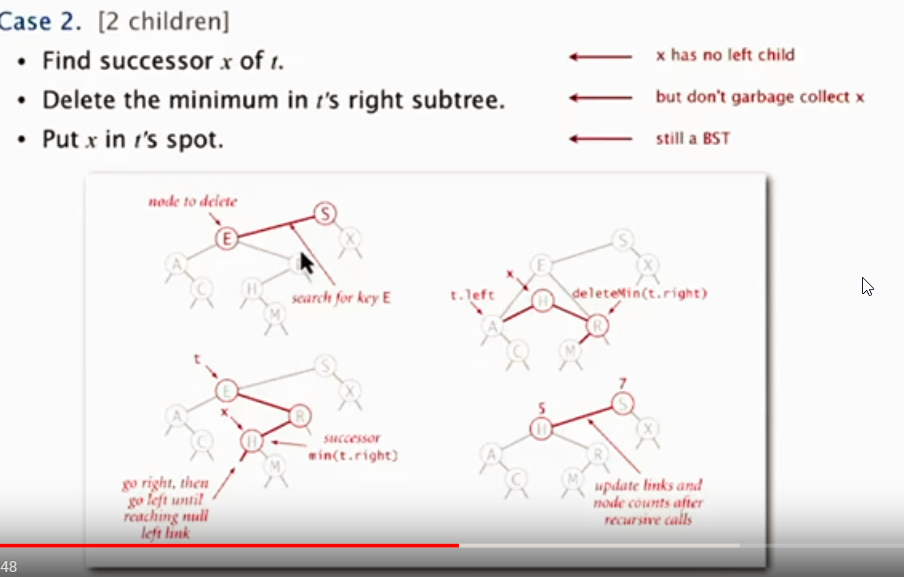 Case 2. [2 children]
• Find successor x of t.
x has no left child
• Delete the minimum in t's right subtree.
but don't garbage collect x
• Put x in t's spot.
still a BST
node to delete
S
E
X
A
C
H
M
search for key E
t
S
E
X
x
A
R
C
H
M
successor
min(t.right)
go right, then
go left until
reaching null
left link
S
E
X
x
t.left
H
deleteMin(t.right)
A
R
C
M
7
5
S
H
X
A
R
C
M
update links and
node counts after
recursive calls
48